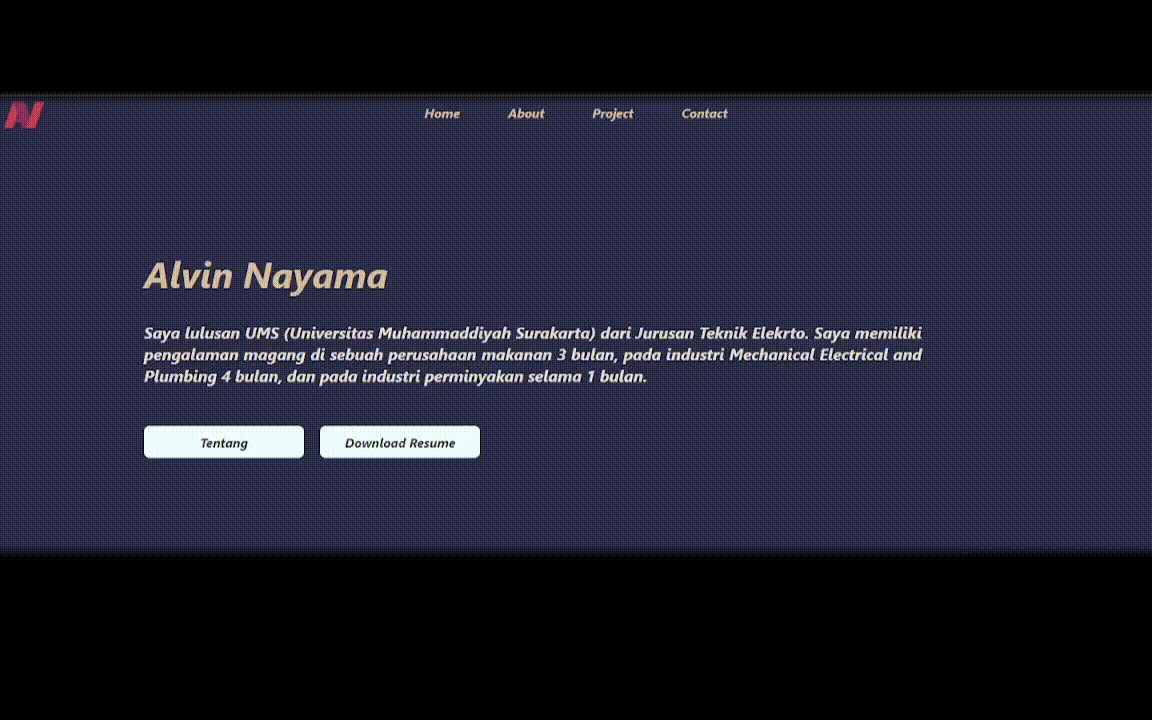 N
Home About Project Contact
Alvin Nayama
Saya lulusan UMS (Universitas Muhammaddiyah Surakarta) dari Jurusan Teknik Elekrto. Saya memiliki
pengalaman magang di sebuah perusahaan makanan 3 bulan, pada industri Mechanical Electrical and
Plumbing 4 bulan, dan pada industri perminyakan selama 1 bulan.
Tentang Download Resume